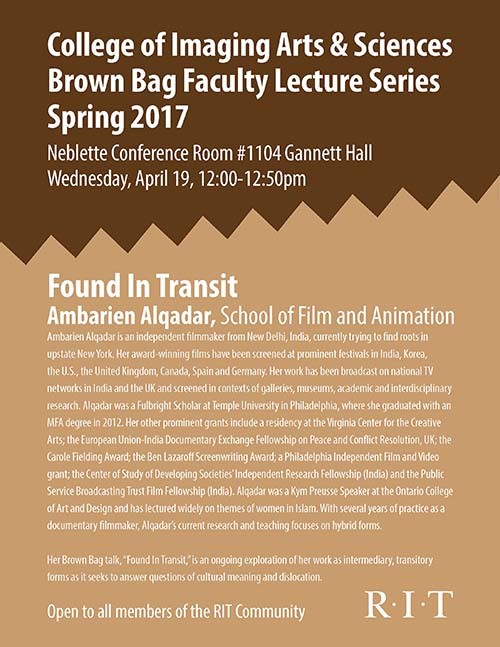 College of Imaging Arts & Sciences
Brown Bag Faculty Lecture Series
Spring 2017
Neblette Conference Room #1104 Gannett Hall
Wednesday, April 19, 12:00-12:50pm
Found In Transit
Ambarien Alqadar, School of Film and Animation
Ambarien Alqadar is an independent filmmaker from New Delhi, India, currently trying to find roots in
upstate New York. Her award-winning films have been screened at prominent festivals in India, Korea,
the U.S., the United Kingdom, Canada, Spain and Germany. Her work has been broadcast on national TV
networks in India and the UK and screened in contexts of galleries, museums, academic and interdisciplinary
research. Alqadar was a Fulbright Scholar at Temple University in Philadelphia, where she graduated with an
MFA degree in 2012. Her other prominent grants include a residency at the Virginia Center for the Creative
Arts; the European Union-India Documentary Exchange Fellowship on Peace and Conflict Resolution, UK; the
Carole Fielding Award; the Ben Lazaroff Screenwriting Award; a Philadelphia Independent Film and Video
grant; the Center of Study of Developing Societies' Independent Research Fellowship (India) and the Public
Service Broadcasting Trust Film Fellowship (India). Alqadar was a Kym Preusse Speaker at the Ontario College
of Art and Design and has lectured widely on themes of women in Islam. With several years of practice as a
documentary filmmaker, Alqadar's current research and teaching focuses on hybrid forms.
Her Brown Bag talk, "Found In Transit," is an ongoing exploration of her work as intermediary, transitory
forms as it seeks to answer questions of cultural meaning and dislocation.
Open to all members of the RIT Community
R·I·T